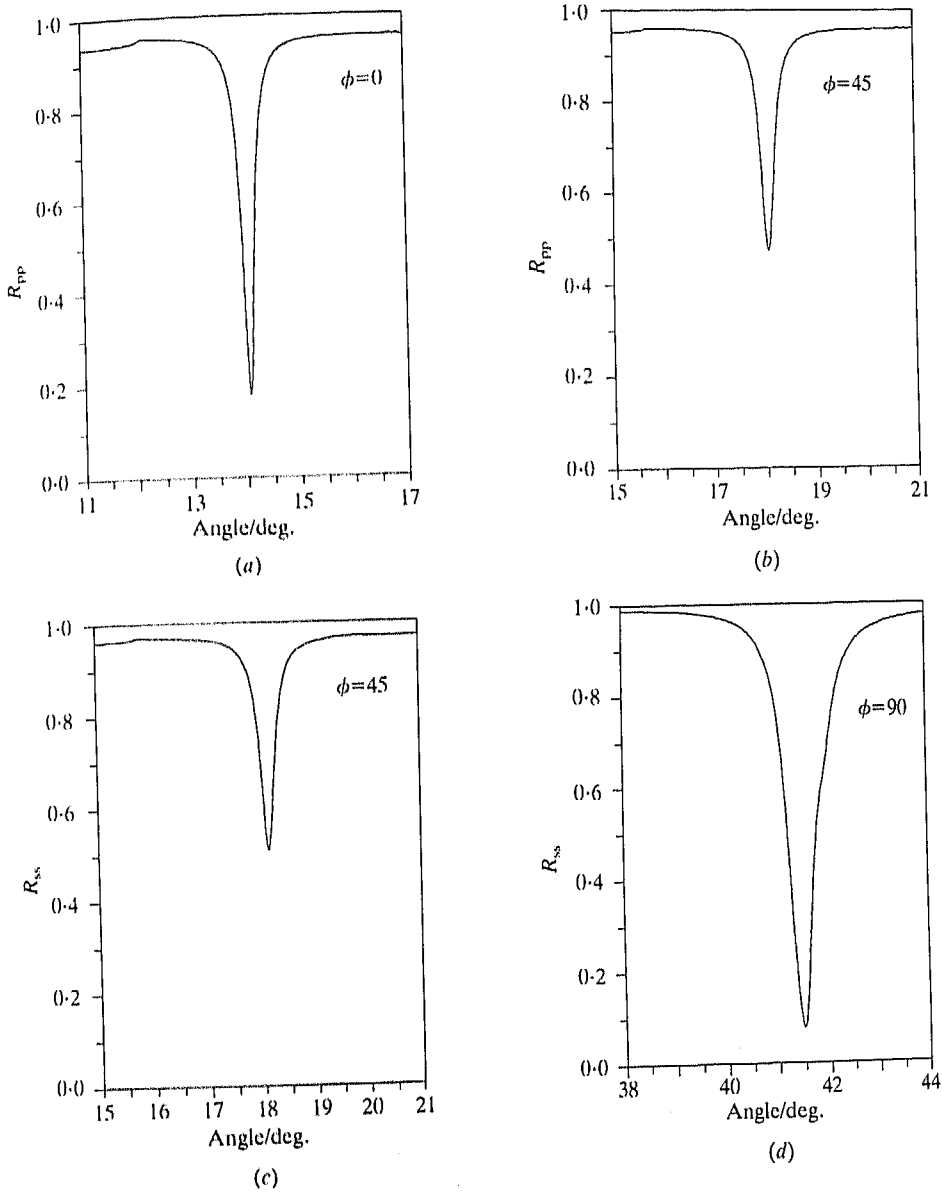 1·0
0·8
0·6
0·4
0·2
0·0
R_pp
ϕ=0
11 13 15 17
Angle/deg.
(a)
1·0
0·8
0·6
0·4
0·2
0·0
R_pp
ϕ=45
15 17 19 21
Angle/deg.
(b)
1·0
0·8
0·6
0·4
0·2
0·0
R_ss
ϕ=45
15 16 17 18 19 20 21
Angle/deg.
(c)
1·0
0·8
0·6
0·4
0·2
0·0
R_ss
ϕ=90
38 40 42 44
Angle/deg.
(d)